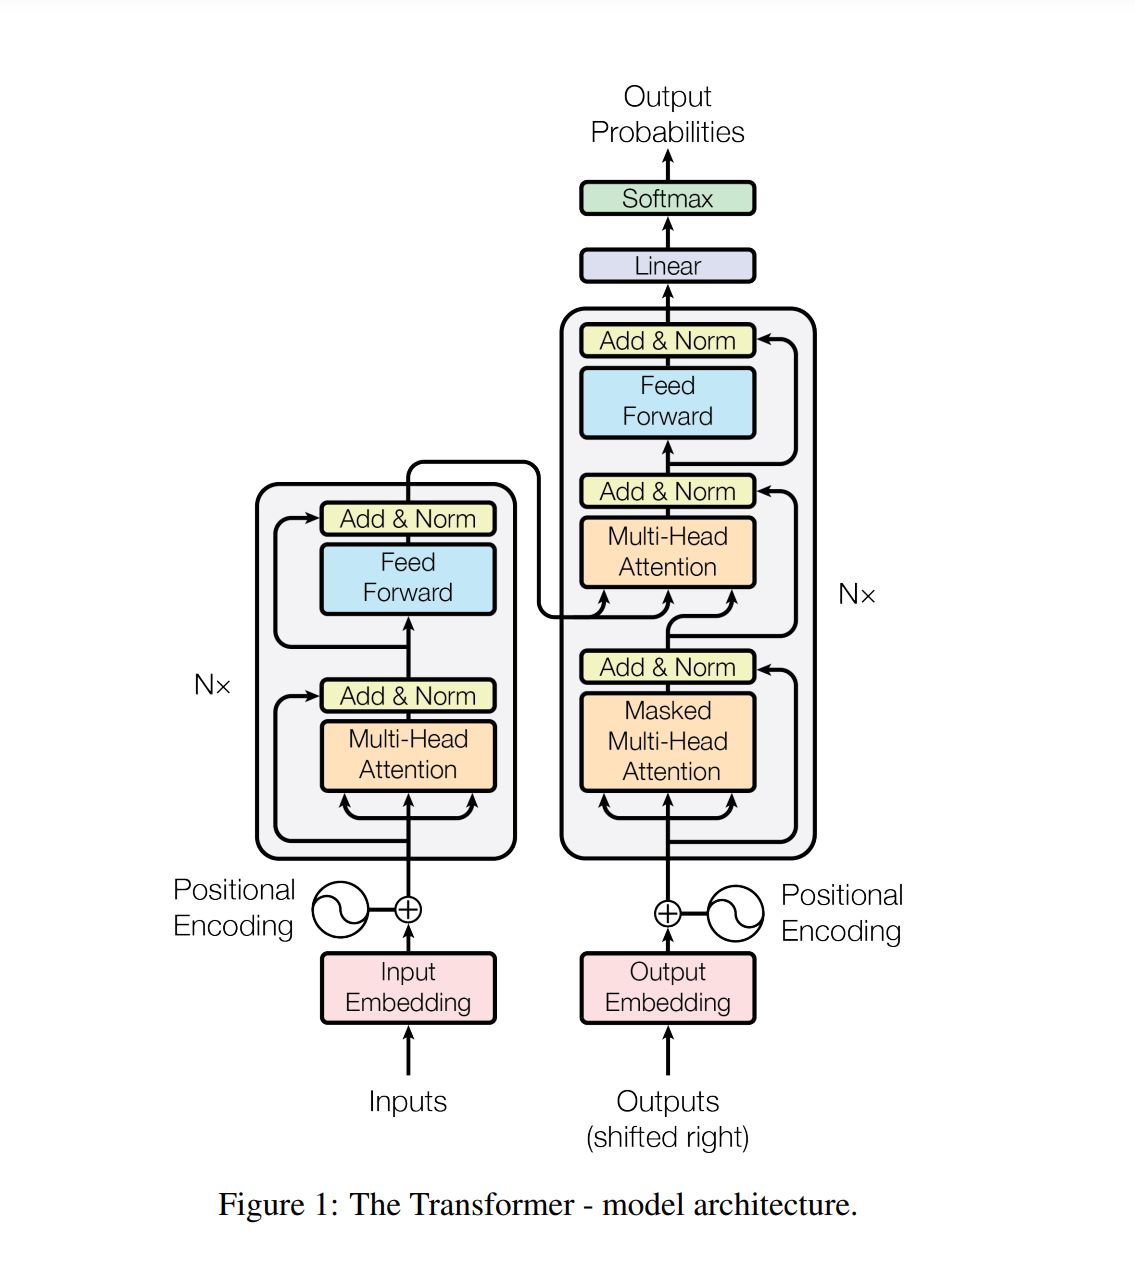 Output
Probabilities
Softmax
Linear
Add & Norm
Feed
Forward
Add & Norm
Multi-Head
Attention
Nx
Add & Norm
Masked
Multi-Head
Attention
Add & Norm
Feed
Forward
Nx
Add & Norm
Multi-Head
Attention
Positional
Encoding
Positional
Encoding
Input
Embedding
Output
Embedding
Inputs
Outputs
(shifted right)
Figure 1: The Transformer - model architecture.